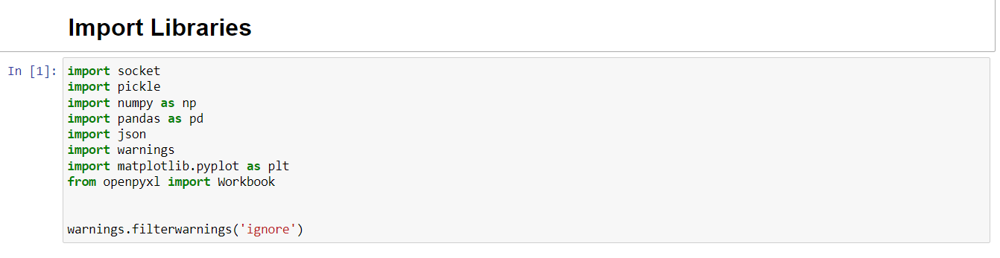 Import Libraries
In [1]:
import socket
import pickle
import numpy as np
import pandas as pd
import json
import warnings
import matplotlib.pyplot as plt
from openpyxl import Workbook
warnings.filterwarnings('ignore')